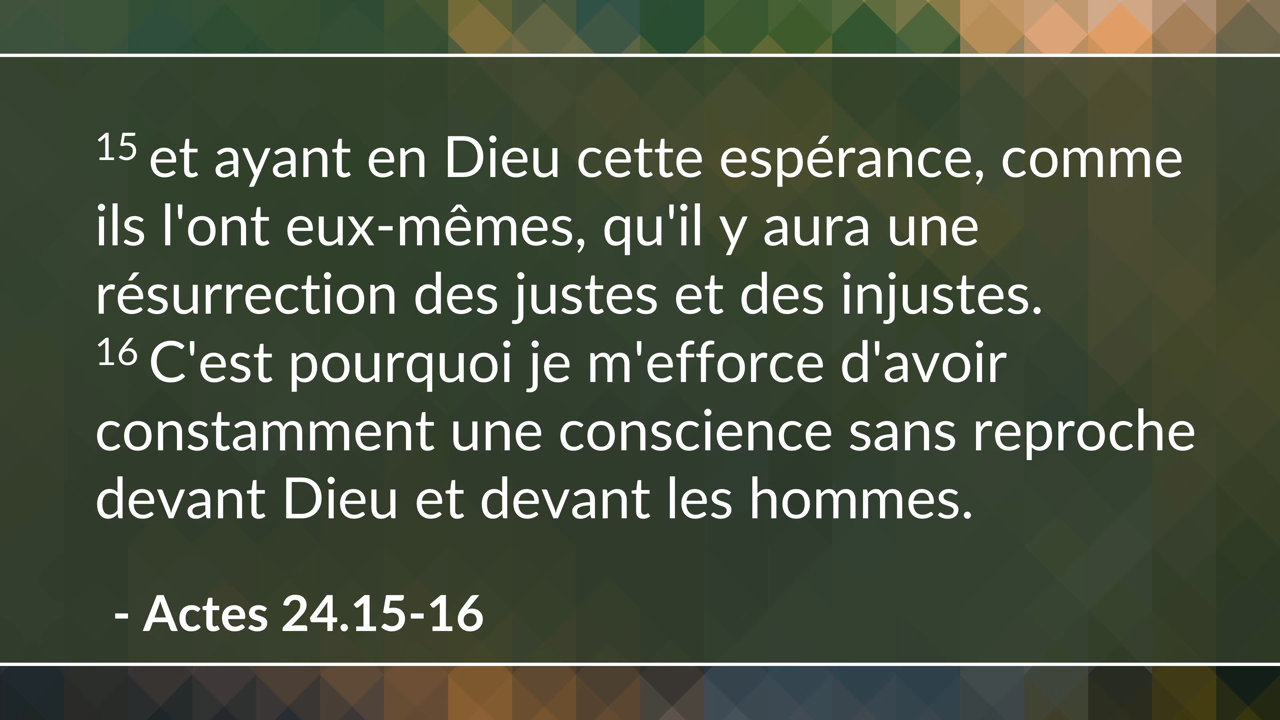 15 et ayant en Dieu cette espérance, comme
ils l'ont eux-mêmes, qu'il y aura une
résurrection des justes et des injustes.
16 C'est pourquoi je m'efforce d'avoir
constamment une conscience sans reproche
devant Dieu et devant les hommes.
- Actes 24.15-16